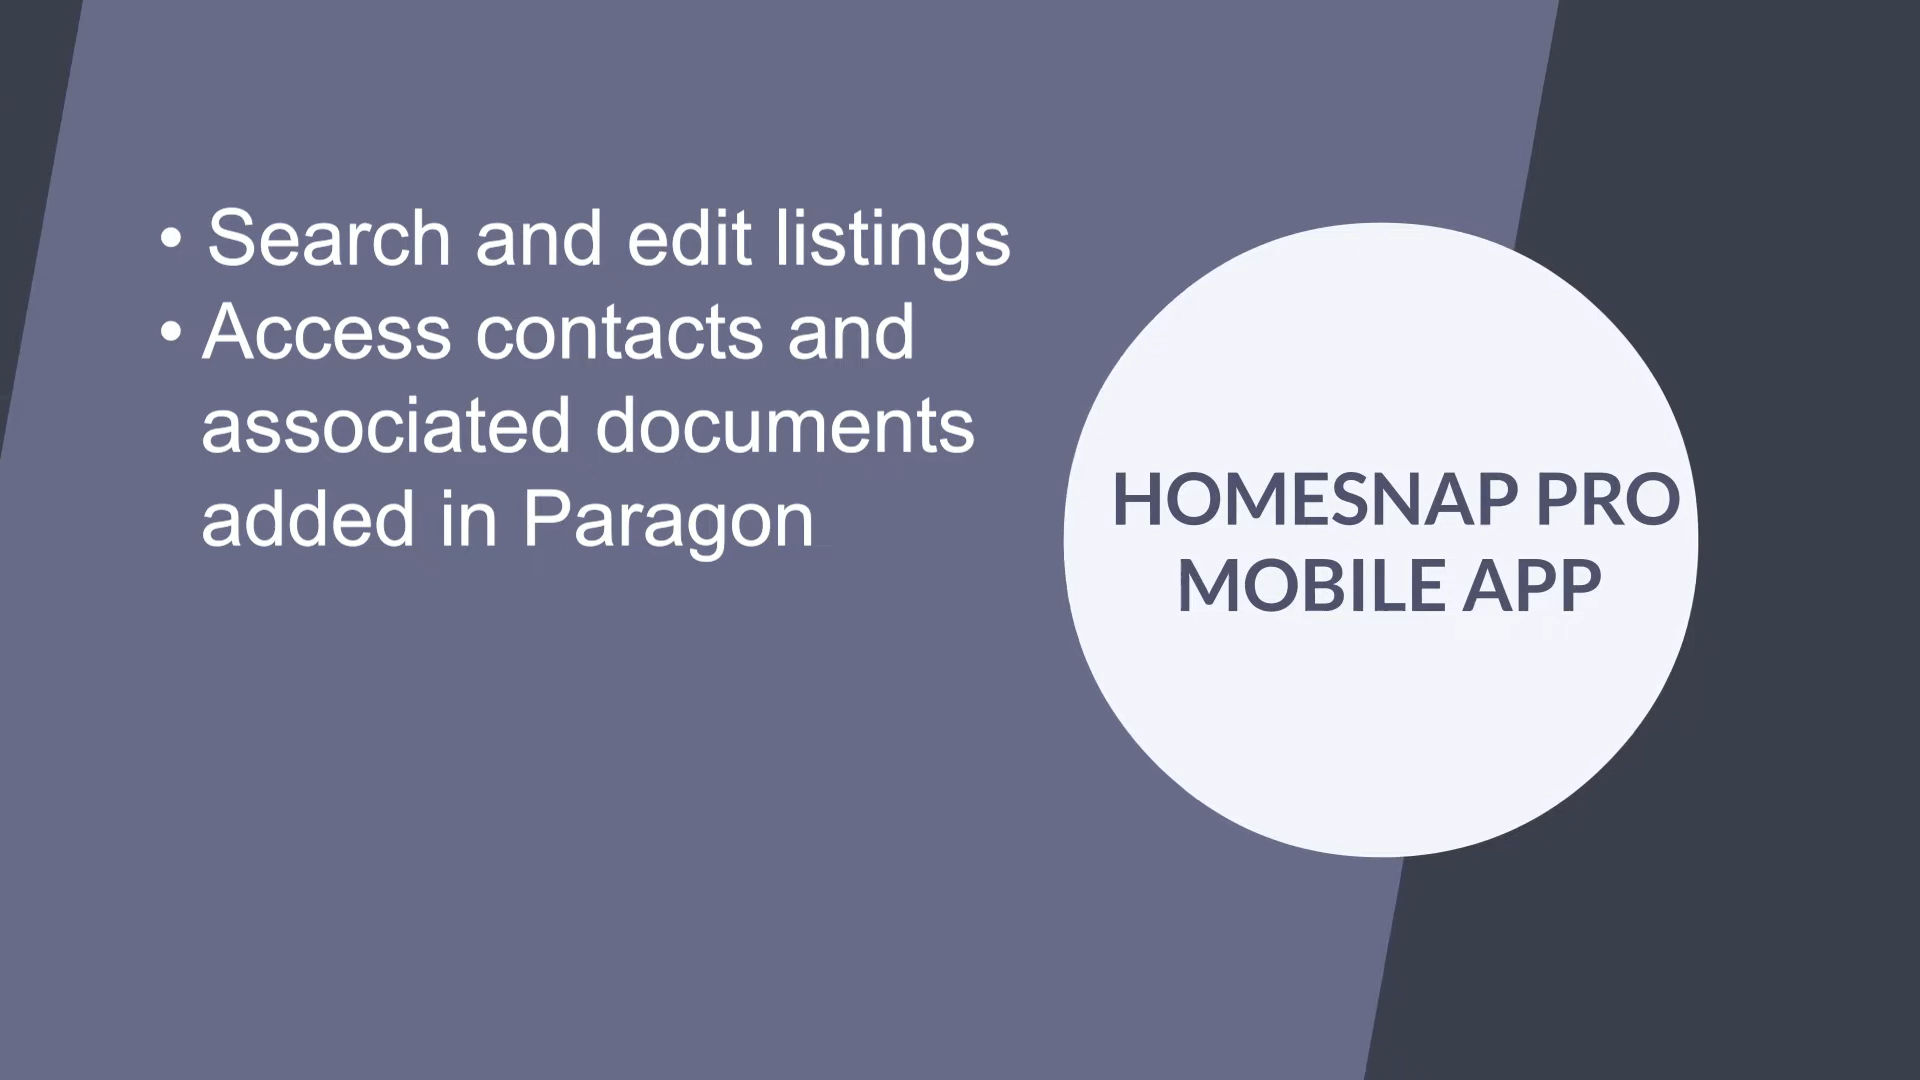 • Search and edit listings
• Access contacts and
associated documents
added in Paragon
HOMESNAP PRO
MOBILE APP